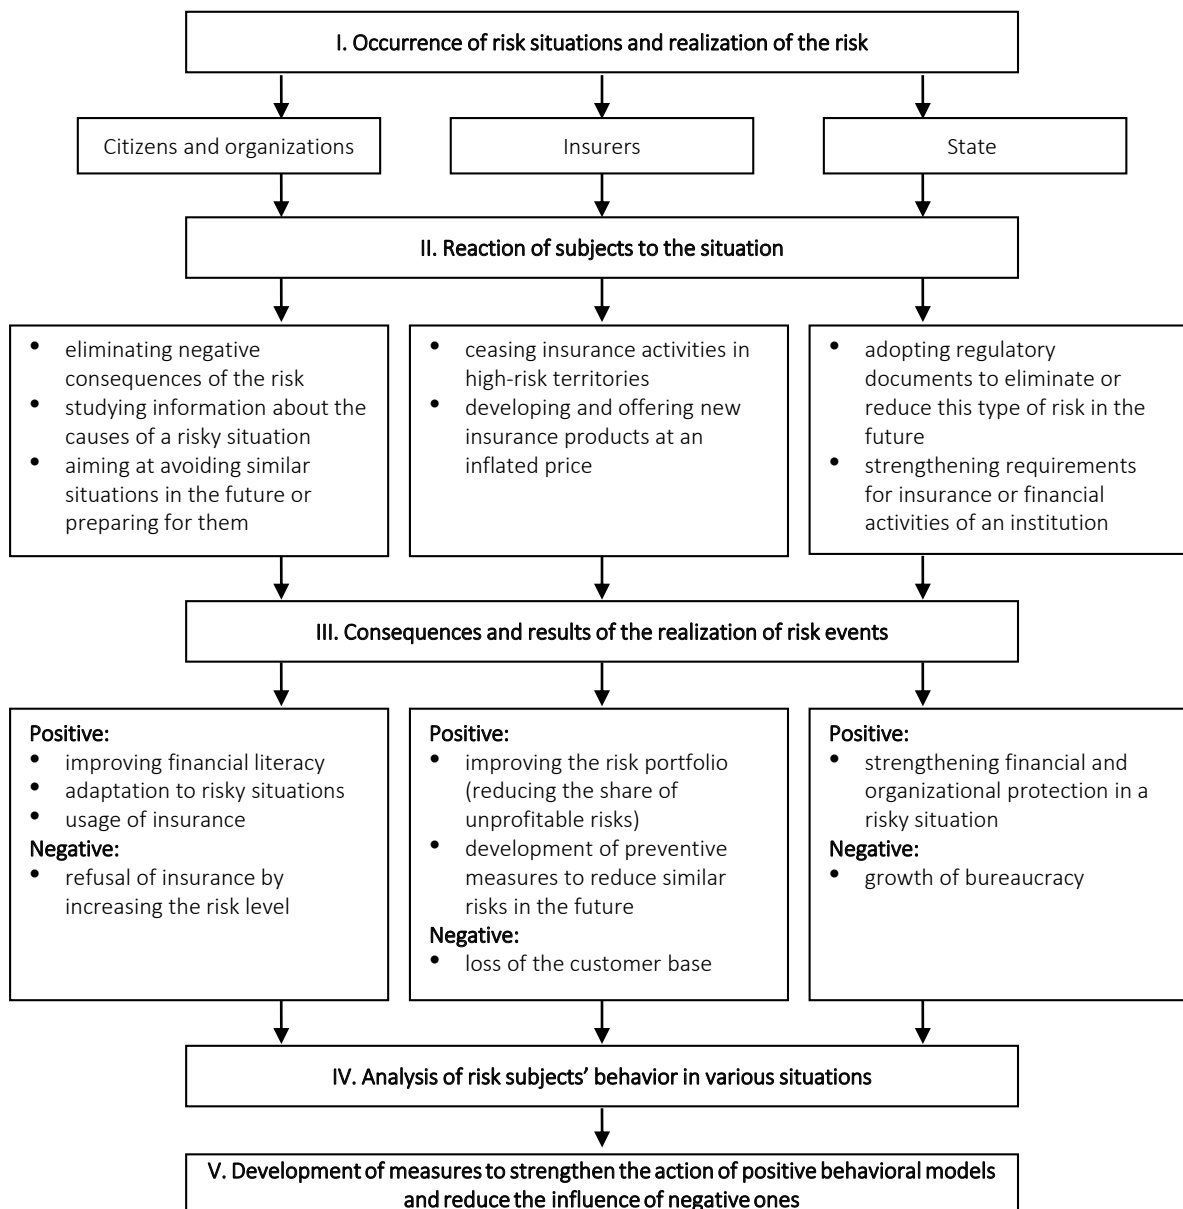 I. Occurrence of risk situations and realization of the risk
Citizens and organizations
Insurers
State
II. Reaction of subjects to the situation
• eliminating negative
consequences of the risk
• studying information about the
causes of a risky situation
• aiming at avoiding similar
situations in the future or
preparing for them
• ceasing insurance activities in
high-risk territories
• developing and offering new
insurance products at an
inflated price
• adopting regulatory
documents to eliminate or
reduce this type of risk in the
future
• strengthening requirements
for insurance or financial
activities of an institution
III. Consequences and results of the realization of risk events
Positive:
• improving financial literacy
• adaptation to risky situations
• usage of insurance
Negative:
• refusal of insurance by
increasing the risk level
Positive:
• improving the risk portfolio
(reducing the share of
unprofitable risks)
• development of preventive
measures to reduce similar
risks in the future
Negative:
• loss of the customer base
Positive:
• strengthening financial and
organizational protection in a
risky situation
Negative:
• growth of bureaucracy
IV. Analysis of risk subjects’ behavior in various situations
V. Development of measures to strengthen the action of positive behavioral models
and reduce the influence of negative ones